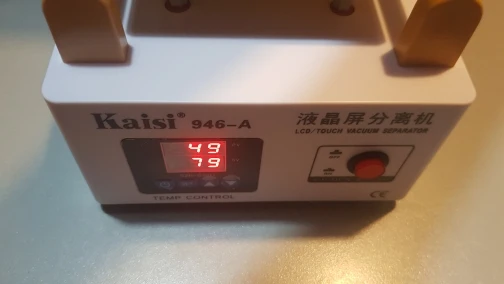 Kaisi® 946-A
液晶屏分离机
LCD/TOUCH VACUUM SEPARATOR
49
79
TEMP CONTROL
CE